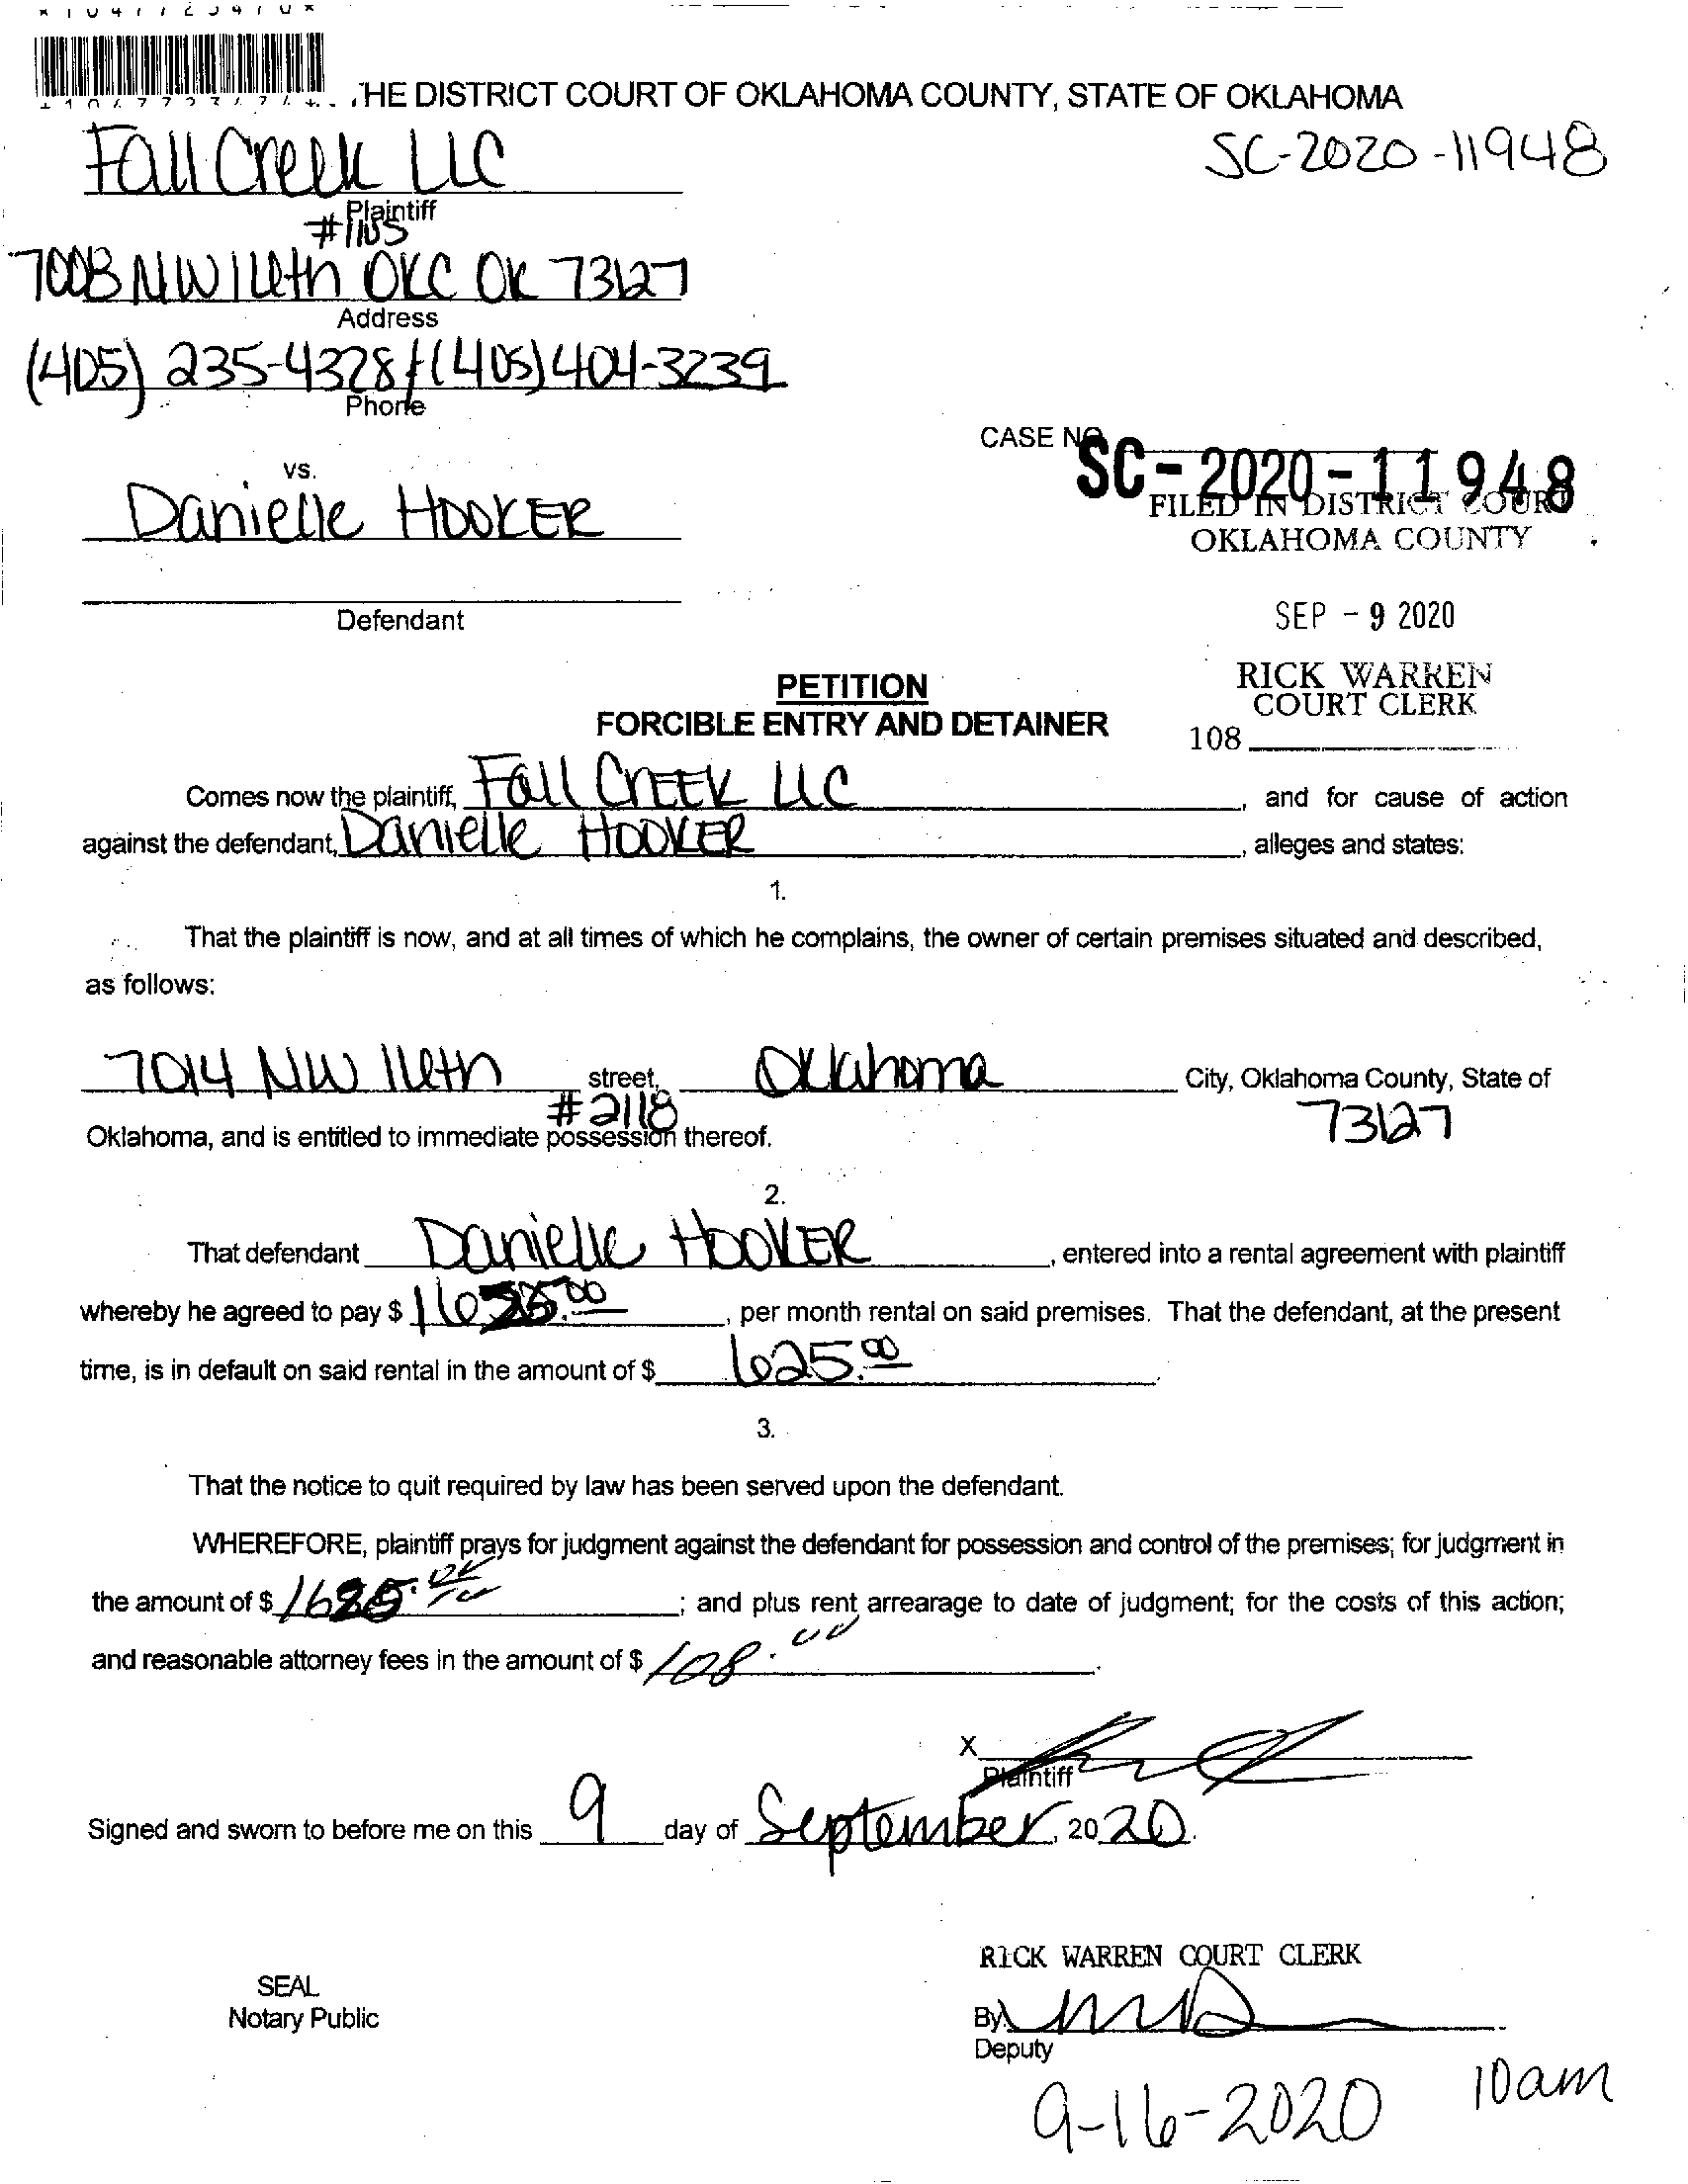 THE DISTRICT COURT OF OKLAHOMA COUNTY, STATE OF OKLAHOMA
Fall Creek LLC
SC-2020-11948
Plaintiff
7008 NW 16th OKC OK 73127
Address
(405) 235-4328 / (405) 404-3239
Phone
CASE NO.
SC-2020-11948
vs.
FILED IN DISTRICT COURT
Danielle HOOKER
OKLAHOMA COUNTY
Defendant
SEP - 9 2020
PETITION
RICK WARREN
COURT CLERK
FORCIBLE ENTRY AND DETAINER
108
Comes now the plaintiff, Fall CREEK LLC, and for cause of action
against the defendant, Danielle HOOKER, alleges and states:
1.
That the plaintiff is now, and at all times of which he complains, the owner of certain premises situated and described,
as follows:
7014 NW 16th street, Oklahoma City, Oklahoma County, State of
#2118 73127
Oklahoma, and is entitled to immediate possession thereof.
2.
That defendant Danielle HOOKER, entered into a rental agreement with plaintiff
whereby he agreed to pay $ , per month rental on said premises. That the defendant, at the present
time, is in default on said rental in the amount of $ 1625.00.
3.
That the notice to quit required by law has been served upon the defendant.
WHEREFORE, plaintiff prays for judgment against the defendant for possession and control of the premises; for judgment in
the amount of $ ; and plus rent arrearage to date of judgment; for the costs of this action;
and reasonable attorney fees in the amount of $ 108.00.
X
Plaintiff
Signed and sworn to before me on this 9 day of September, 2020.
RICK WARREN COURT CLERK
SEAL
Notary Public
By
Deputy
9-16-2020 10am